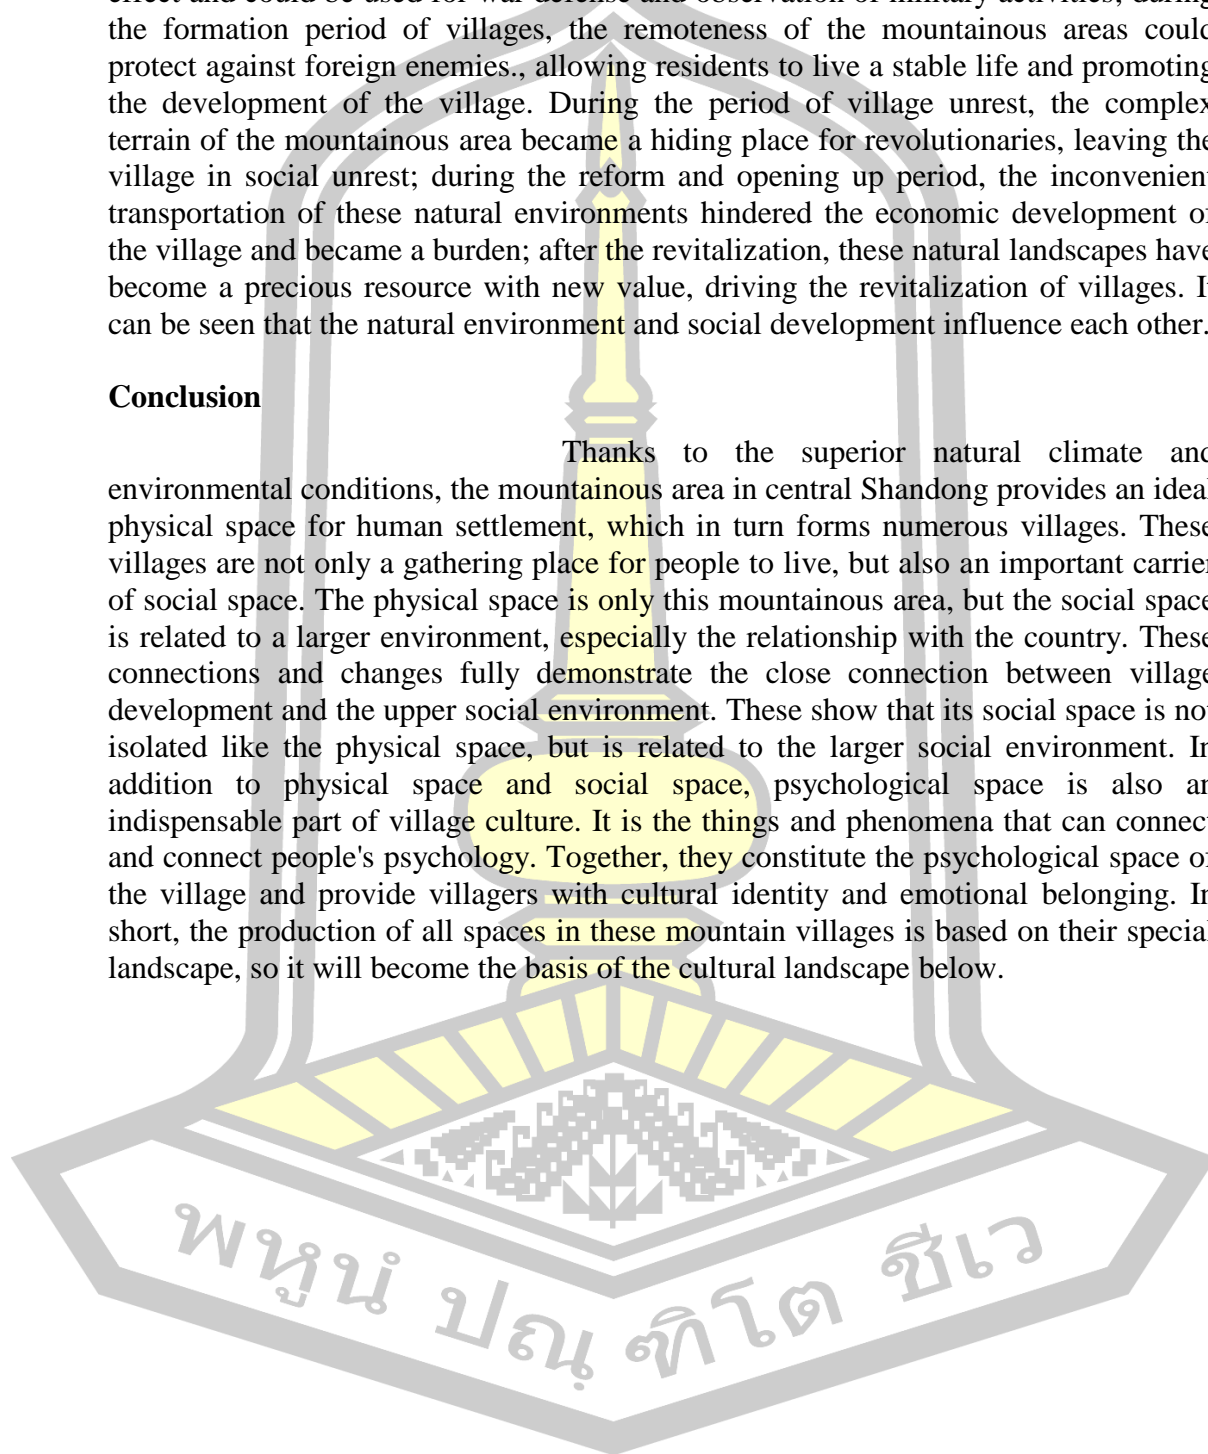 effect and could be used for war defense and observation of military activities; during
the formation period of villages, the remoteness of the mountainous areas could
protect against foreign enemies., allowing residents to live a stable life and promoting
the development of the village. During the period of village unrest, the complex
terrain of the mountainous area became a hiding place for revolutionaries, leaving the
village in social unrest; during the reform and opening up period, the inconvenient
transportation of these natural environments hindered the economic development of
the village and became a burden; after the revitalization, these natural landscapes have
become a precious resource with new value, driving the revitalization of villages. It
can be seen that the natural environment and social development influence each other.
Conclusion
Thanks to the superior natural climate and
environmental conditions, the mountainous area in central Shandong provides an ideal
physical space for human settlement, which in turn forms numerous villages. These
villages are not only a gathering place for people to live, but also an important carrier
of social space. The physical space is only this mountainous area, but the social space
is related to a larger environment, especially the relationship with the country. These
connections and changes fully demonstrate the close connection between village
development and the upper social environment. These show that its social space is not
isolated like the physical space, but is related to the larger social environment. In
addition to physical space and social space, psychological space is also an
indispensable part of village culture. It is the things and phenomena that can connect
and connect people's psychology. Together, they constitute the psychological space of
the village and provide villagers with cultural identity and emotional belonging. In
short, the production of all spaces in these mountain villages is based on their special
landscape, so it will become the basis of the cultural landscape below.
พหูนํ ปณฺฑิโต ชีเว